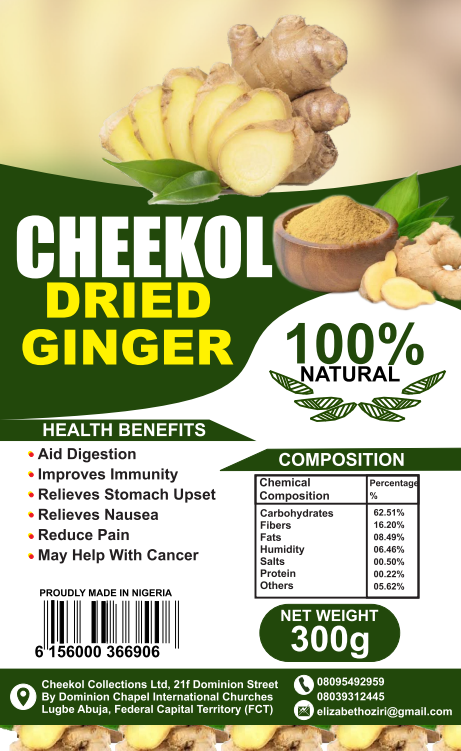 CHEEKOL
DRIED
GINGER
100%
NATURAL
HEALTH BENEFITS
• Aid Digestion
• Improves Immunity
• Relieves Stomach Upset
• Relieves Nausea
• Reduce Pain
• May Help With Cancer
COMPOSITION
Chemical Composition Percentage %
Carbohydrates 62.51%
Fibers 16.20%
Fats 08.49%
Humidity 06.46%
Salts 00.50%
Protein 00.22%
Others 05.62%
PROUDLY MADE IN NIGERIA
6 156000 366906
NET WEIGHT
300g
Cheekol Collections Ltd, 21f Dominion Street
By Dominion Chapel International Churches
Lugbe Abuja, Federal Capital Territory (FCT)
08095492959
08039312445
elizabethoziri@gmail.com